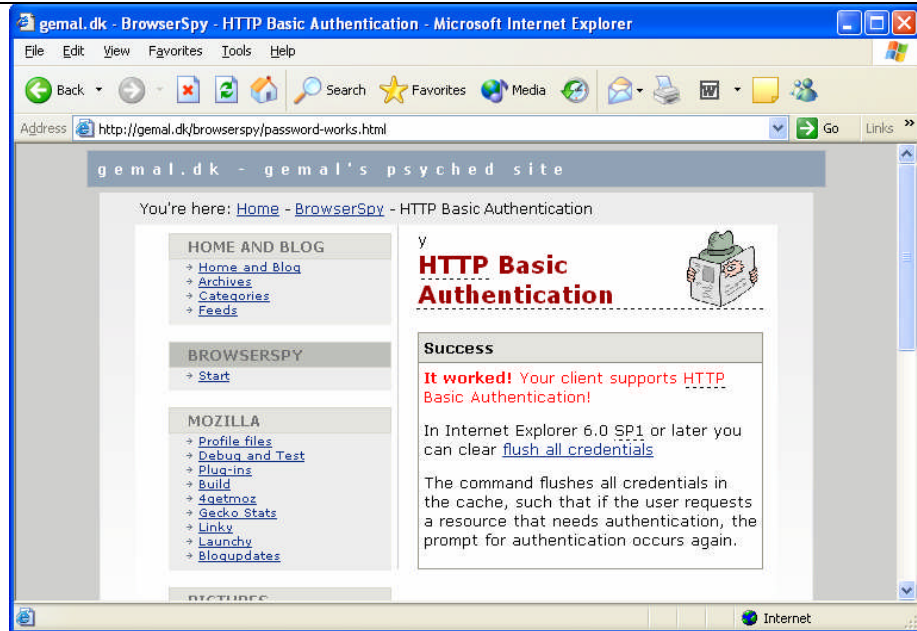 gemal.dk - BrowserSpy - HTTP Basic Authentication - Microsoft Internet Explorer
File Edit View Favorites Tools Help
Back Search Favorites Media
Address http://gemal.dk/browserspy/password-works.html Go Links »
gemal.dk - gemal's psyched site
You're here: Home - BrowserSpy - HTTP Basic Authentication
HOME AND BLOG
Home and Blog
Archives
Categories
Feeds
BROWSERSPY
Start
MOZILLA
Profile files
Debug and Test
Plug-ins
Build
4getmoz
Gecko Stats
Linky
Launchy
Blogupdates
PICTURES
y
HTTP Basic
Authentication
Success
It worked! Your client supports HTTP
Basic Authentication!
In Internet Explorer 6.0 SP1 or later you
can clear flush all credentials
The command flushes all credentials in
the cache, such that if the user requests
a resource that needs authentication, the
prompt for authentication occurs again.
Internet